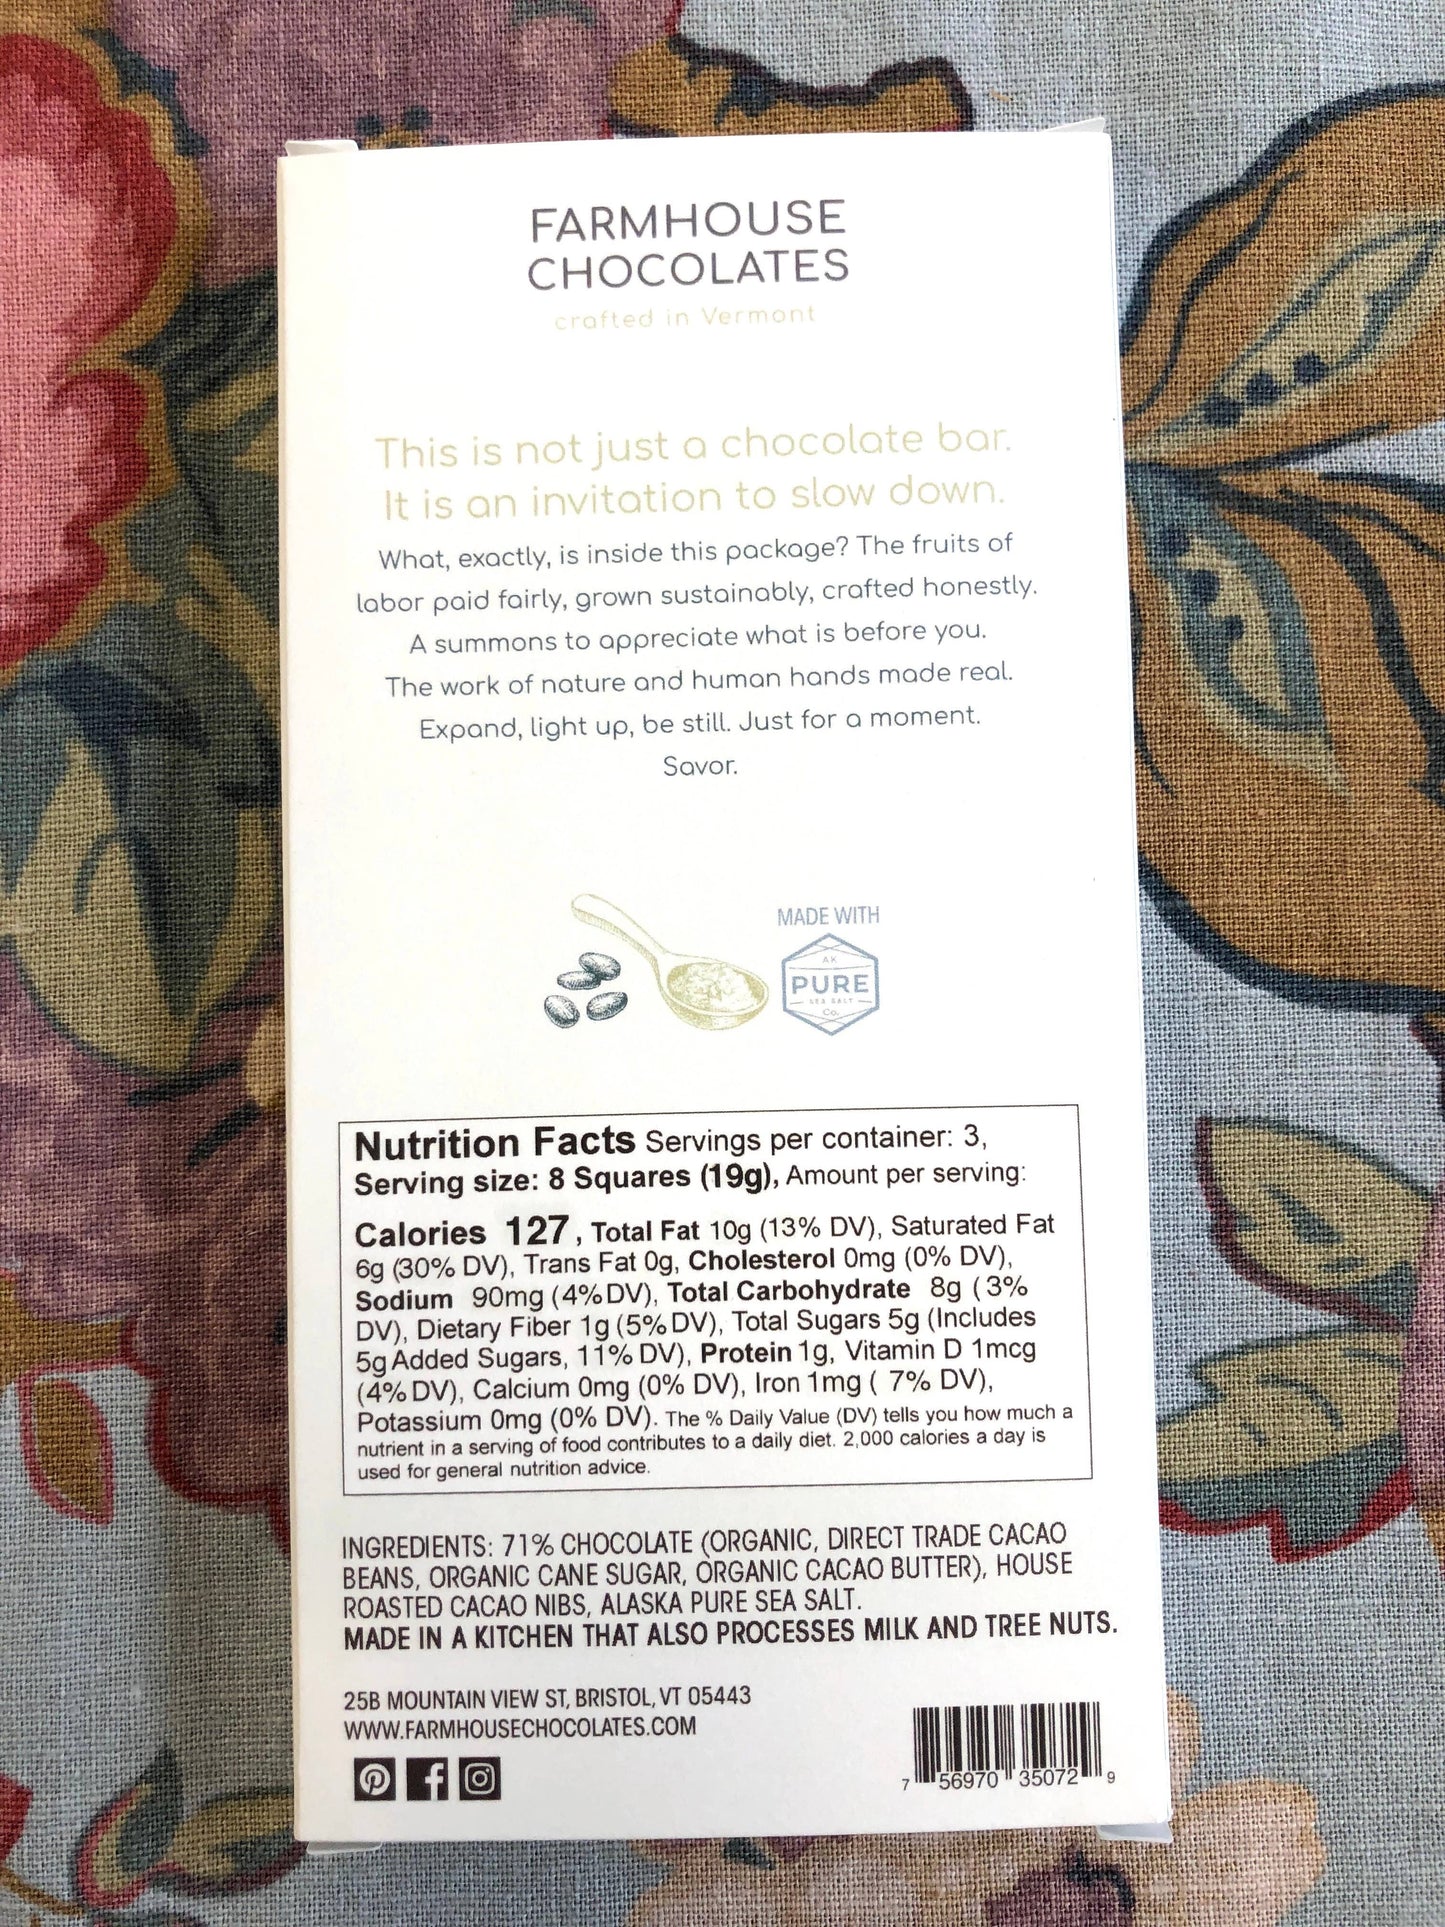 FARMHOUSE
CHOCOLATES
crafted in Vermont
This is not just a chocolate bar.
It is an invitation to slow down.
What, exactly, is inside this package? The fruits of
labor paid fairly, grown sustainably, crafted honestly.
A summons to appreciate what is before you.
The work of nature and human hands made real.
Expand, light up, be still. Just for a moment.
Savor.
MADE WITH
AK
PURE
SEA SALT
Co.
Nutrition Facts Servings per container: 3,
Serving size: 8 Squares (19g), Amount per serving:
Calories 127, Total Fat 10g (13% DV), Saturated Fat
6g (30% DV), Trans Fat 0g, Cholesterol 0mg (0% DV),
Sodium 90mg (4% DV), Total Carbohydrate 8g ( 3%
DV), Dietary Fiber 1g (5% DV), Total Sugars 5g (Includes
5g Added Sugars, 11% DV), Protein 1g, Vitamin D 1mcg
(4% DV), Calcium 0mg (0% DV), Iron 1mg ( 7% DV),
Potassium 0mg (0% DV). The % Daily Value (DV) tells you how much a
nutrient in a serving of food contributes to a daily diet. 2,000 calories a day is
used for general nutrition advice.
INGREDIENTS: 71% CHOCOLATE (ORGANIC, DIRECT TRADE CACAO
BEANS, ORGANIC CANE SUGAR, ORGANIC CACAO BUTTER), HOUSE
ROASTED CACAO NIBS, ALASKA PURE SEA SALT.
MADE IN A KITCHEN THAT ALSO PROCESSES MILK AND TREE NUTS.
25B MOUNTAIN VIEW ST, BRISTOL, VT 05443
WWW.FARMHOUSECHOCOLATES.COM
7 56970 35072 9